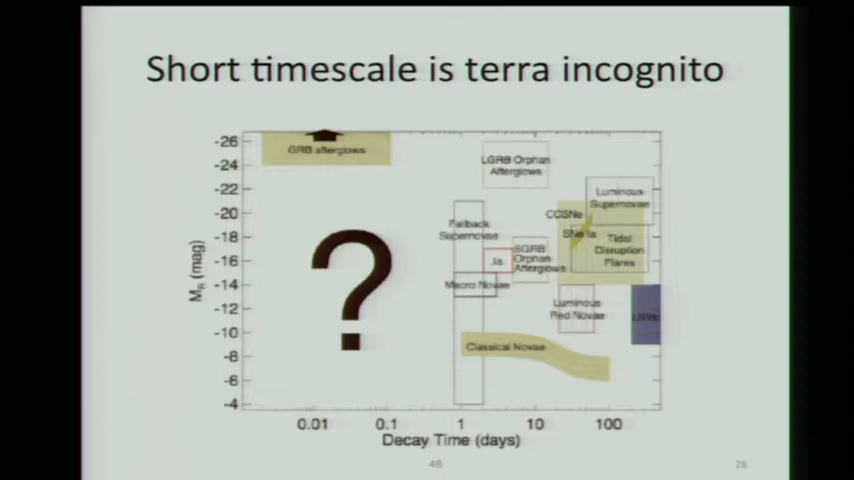 Short timescale is terra incognito
-26
-24
-22
-20
-18
-16
-14
-12
-10
-8
-6
-4
M_R (mag)
GRB afterglows
LGRB Orphan
Afterglows
Luminous
Supernovae
CCSNe
Fallback
Supernovae
SNe Ia
Tidal
Disruption
Flares
.Ia
SGRB
Orphan
Afterglows
Macro Novae
Luminous
Red Novae
Classical Novae
?
0.01 0.1 1 10 100
Decay Time (days)
48
26